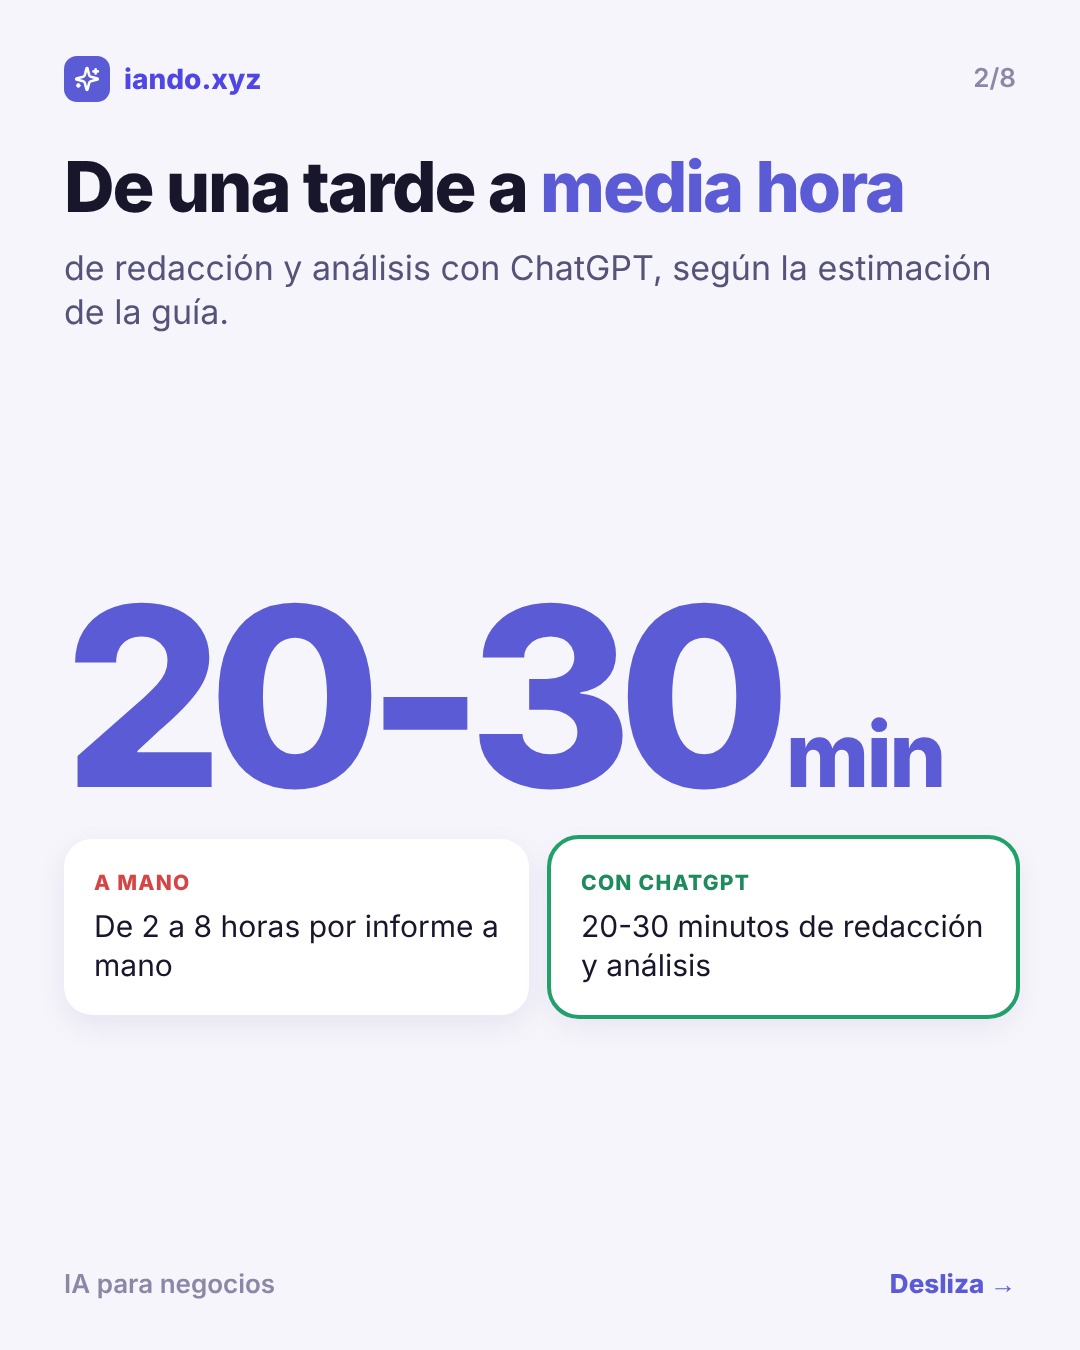 iando.xyz
2/8
De una tarde a media hora
de redacción y análisis con ChatGPT, según la estimación
de la guía.
20-30 min
A MANO
De 2 a 8 horas por informe a
mano
CON CHATGPT
20-30 minutos de redacción
y análisis
IA para negocios
Desliza →